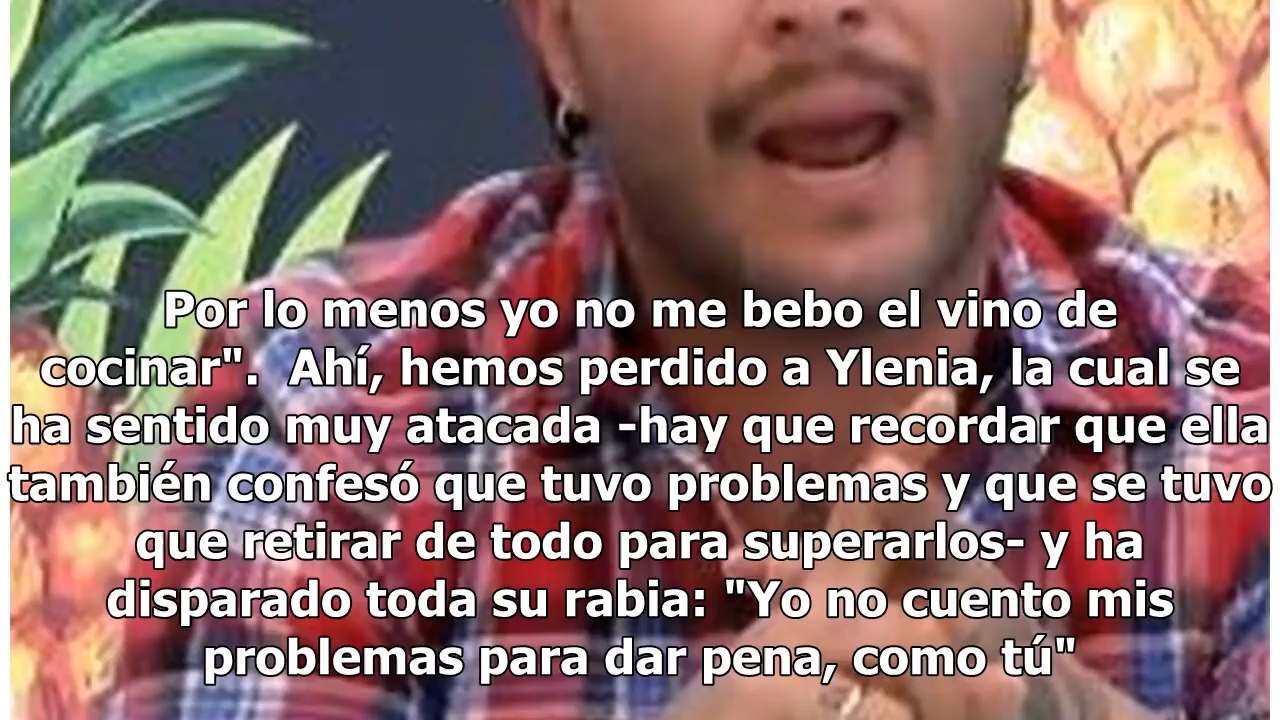 Por lo menos yo no me bebo el vino de
cocinar".  Ahí, hemos perdido a Ylenia, la cual se
ha sentido muy atacada -hay que recordar que ella
también confesó que tuvo problemas y que se tuvo
que retirar de todo para superarlos- y ha
disparado toda su rabia: "Yo no cuento mis
problemas para dar pena, como tú"